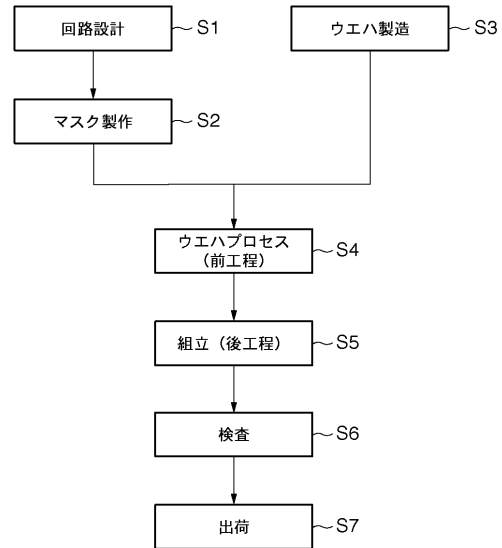 回路設計 S1
ウエハ製造 S3
マスク製作 S2
ウエハプロセス
(前工程) S4
組立(後工程) S5
検査 S6
出荷 S7